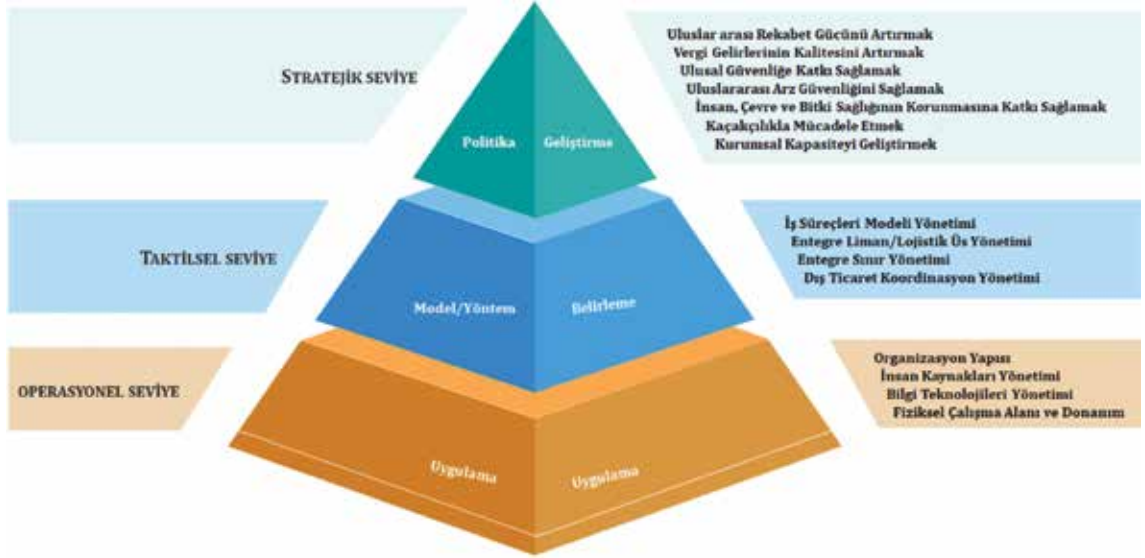 STRATEJİK SEVİYE
Politika Geliştirme
Uluslar arası Rekabet Gücünü Artırmak
Vergi Gelirlerinin Kalitesini Artırmak
Ulusal Güvenliğe Katkı Sağlamak
Uluslararası Arz Güvenliğini Sağlamak
İnsan, Çevre ve Bitki Sağlığının Korunmasına Katkı Sağlamak
Kaçakçılıkla Mücadele Etmek
Kurumsal Kapasiteyi Geliştirmek
TAKTİLSEL SEVİYE
Model/Yöntem Belirleme
İş Süreçleri Modeli Yönetimi
Entegre Liman/Lojistik Üs Yönetimi
Entegre Sınır Yönetimi
Dış Ticaret Koordinasyon Yönetimi
OPERASYONEL SEVİYE
Uygulama Uygulama
Organizasyon Yapısı
İnsan Kaynakları Yönetimi
Bilgi Teknolojileri Yönetimi
Fiziksel Çalışma Alanı ve Donanım